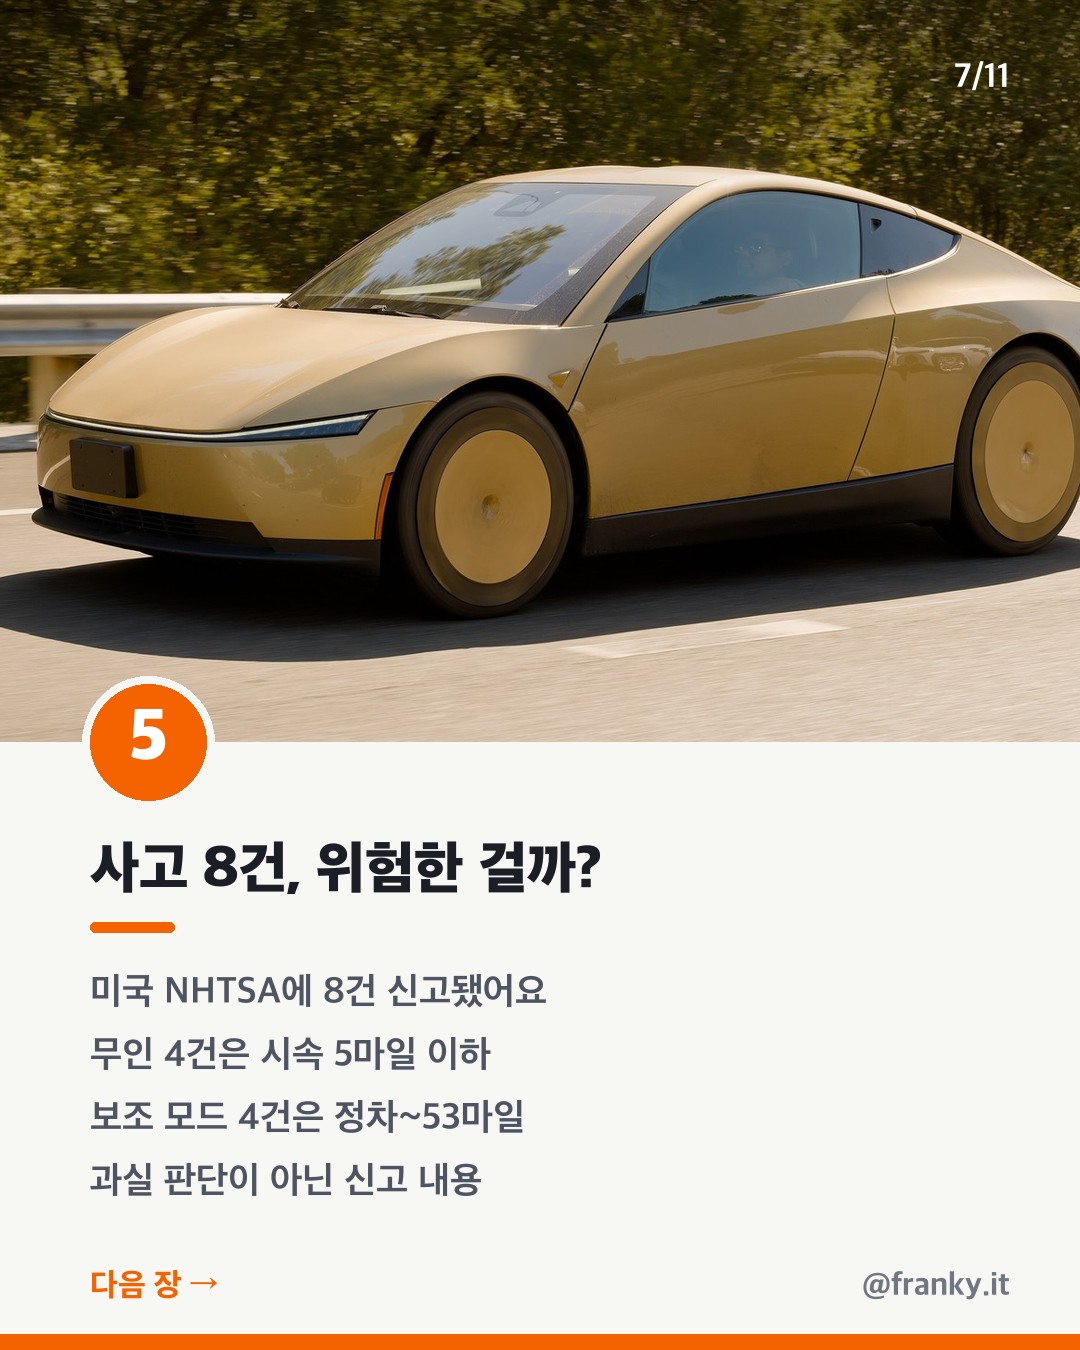 7/11
5
사고 8건, 위험한 걸까?
미국 NHTSA에 8건 신고됐어요
무인 4건은 시속 5마일 이하
보조 모드 4건은 정차~53마일
과실 판단이 아닌 신고 내용
다음 장 →
@franky.it